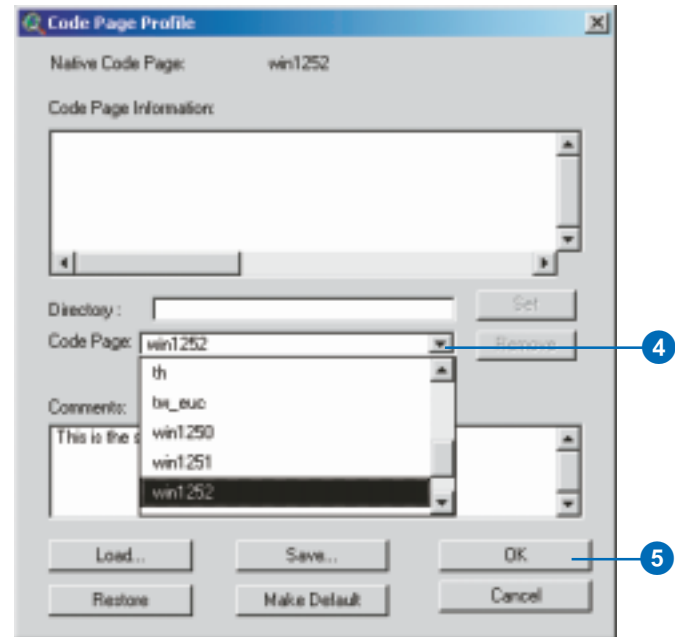 Code Page Profile
Native Code Page: win1252
Code Page Information:
Directory : Set
Code Page: win1252 Remove
th
tw_euc
Comments: win1250
This is the s
win1251
win1252
Load... Save... OK
Restore Make Default Cancel
4
5